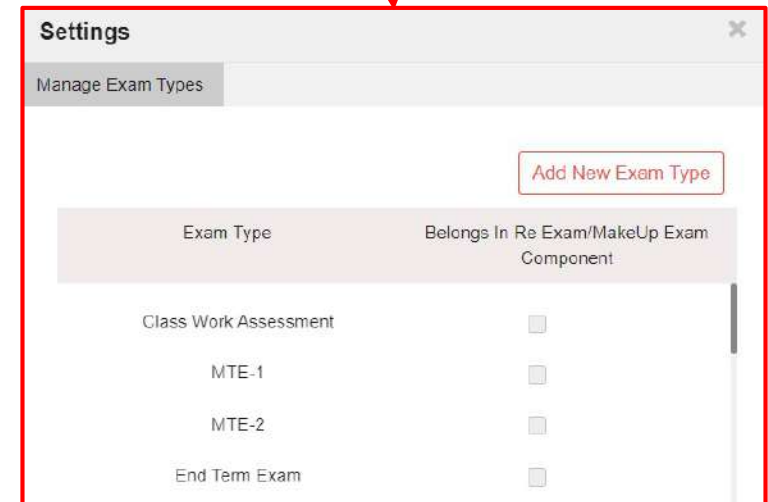 Settings
Manage Exam Types
Add New Exam Type
Exam Type
Belongs In Re Exam/MakeUp Exam
Component
Class Work Assessment
MTE-1
MTE-2
End Term Exam